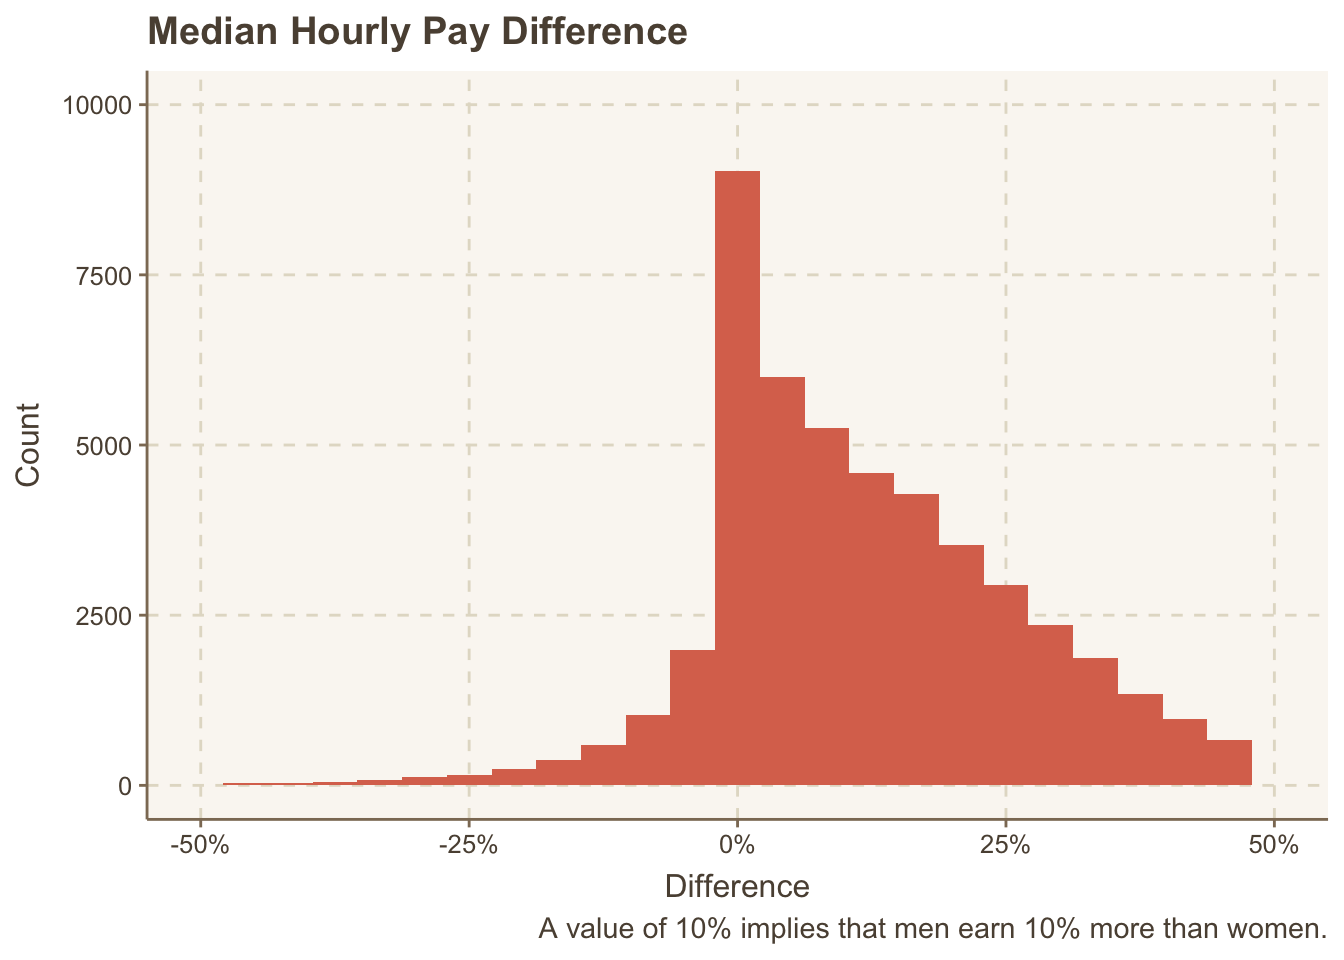 Median Hourly Pay Difference
10000
7500
5000
2500
0
Count
-50% -25% 0% 25% 50%
Difference
A value of 10% implies that men earn 10% more than women.